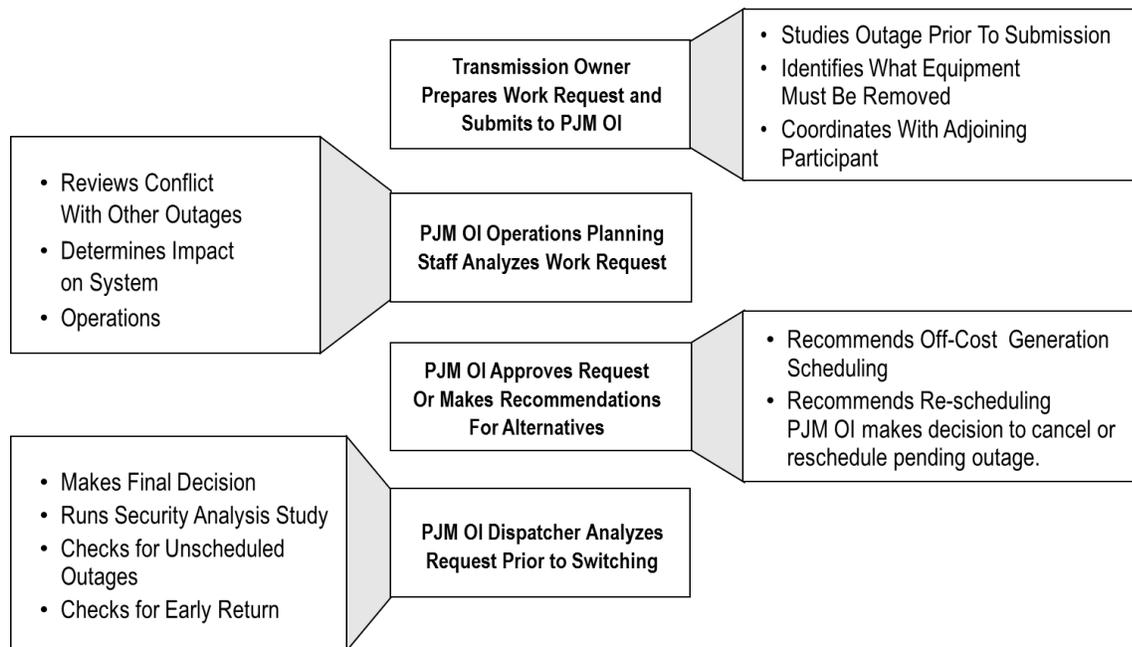 Transmission Owner
Prepares Work Request and
Submits to PJM OI
• Studies Outage Prior To Submission
• Identifies What Equipment
Must Be Removed
• Coordinates With Adjoining
Participant
• Reviews Conflict
With Other Outages
• Determines Impact
on System
• Operations
PJM OI Operations Planning
Staff Analyzes Work Request
PJM OI Approves Request
Or Makes Recommendations
For Alternatives
• Recommends Off-Cost Generation
Scheduling
• Recommends Re-scheduling
PJM OI makes decision to cancel or
reschedule pending outage.
• Makes Final Decision
• Runs Security Analysis Study
• Checks for Unscheduled
Outages
• Checks for Early Return
PJM OI Dispatcher Analyzes
Request Prior to Switching